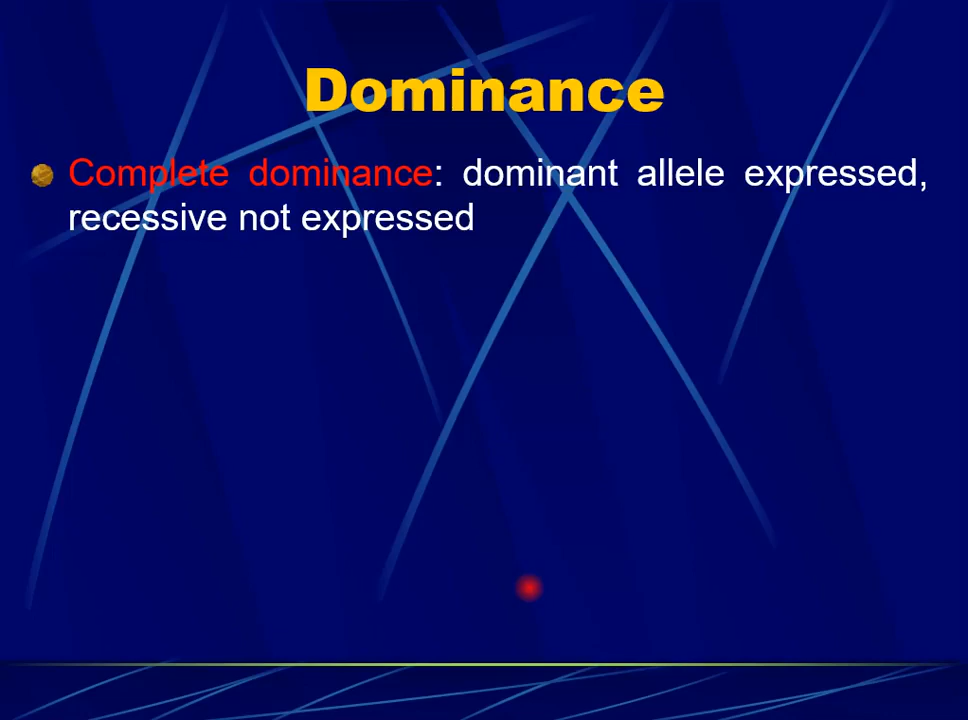 Dominance
Complete dominance: dominant allele expressed,
recessive not expressed